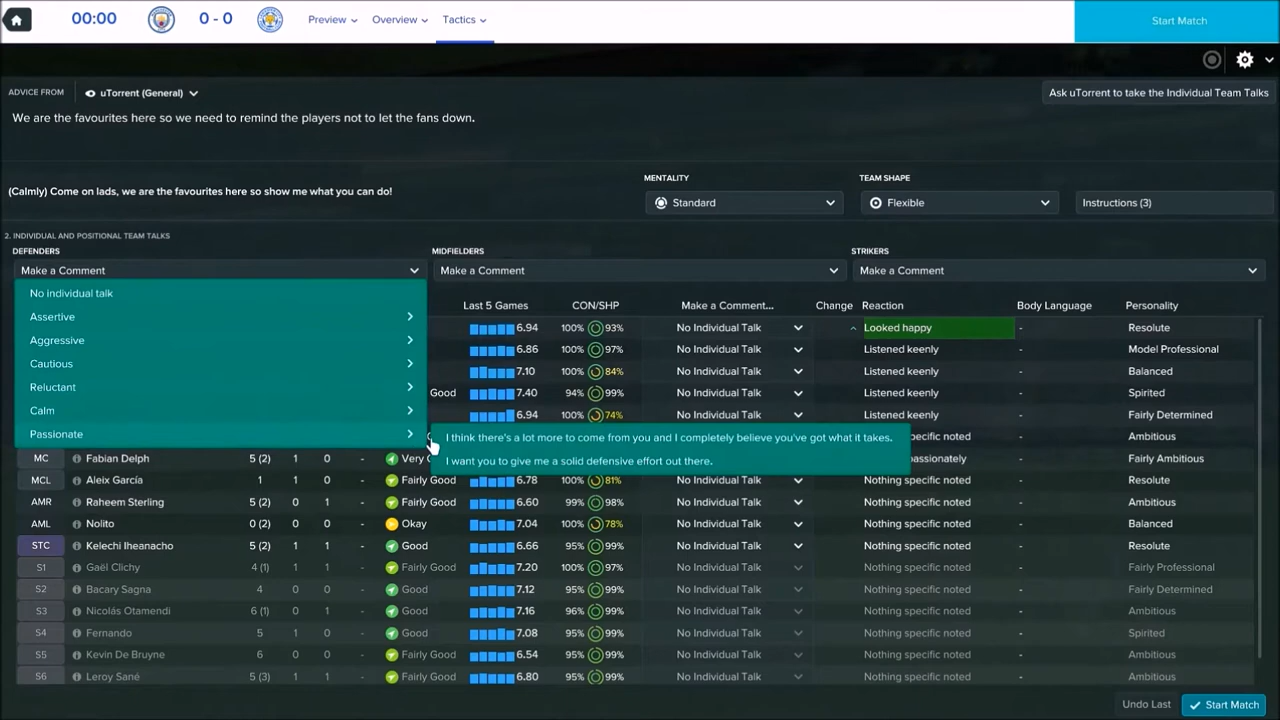 00:00 0 - 0 Preview Overview Tactics Start Match
ADVICE FROM uTorrent (General) Ask uTorrent to take the Individual Team Talks
We are the favourites here so we need to remind the players not to let the fans down.
MENTALITY TEAM SHAPE
(Calmly) Come on lads, we are the favourites here so show me what you can do!
Standard Flexible Instructions (3)
2. INDIVIDUAL AND POSITIONAL TEAM TALKS
DEFENDERS MIDFIELDERS STRIKERS
Make a Comment Make a Comment Make a Comment
No individual talk
Assertive
Aggressive
Cautious
Reluctant
Calm
Passionate
I think there's a lot more to come from you and I completely believe you've got what it takes.
I want you to give me a solid defensive effort out there.
Last 5 Games CON/SHP Make a Comment... Change Reaction Body Language Personality
6.94 100% 93% No Individual Talk Looked happy - Resolute
6.86 100% 97% No Individual Talk Listened keenly - Model Professional
7.10 100% 84% No Individual Talk Listened keenly - Balanced
Good 7.40 94% 99% No Individual Talk Listened keenly - Spirited
6.94 100% 74% No Individual Talk Listened keenly - Fairly Determined
noted - Ambitious
MC Fabian Delph 5 (2) 1 0 - Very passionately - Fairly Ambitious
MCL Aleix García 1 1 0 - Fairly Good 6.78 100% 81% No Individual Talk Nothing specific noted - Resolute
AMR Raheem Sterling 5 (2) 0 1 - Fairly Good 6.60 99% 98% No Individual Talk Nothing specific noted - Ambitious
AML Nolito 0 (2) 0 0 - Okay 7.04 100% 78% No Individual Talk Nothing specific noted - Balanced
STC Kelechi Iheanacho 5 (2) 1 0 - Good 6.66 95% 99% No Individual Talk Nothing specific noted - Resolute
S1 Gaël Clichy 4 (1) 1 1 - Fairly Good 7.20 100% 97% No Individual Talk Nothing specific noted - Fairly Professional
S2 Bacary Sagna 4 0 0 - Good 7.12 95% 99% No Individual Talk Nothing specific noted - Fairly Determined
S3 Nicolás Otamendi 6 (1) 0 1 - Good 7.16 96% 99% No Individual Talk Nothing specific noted - Ambitious
S4 Fernando 5 1 0 - Good 7.08 95% 99% No Individual Talk Nothing specific noted - Spirited
S5 Kevin De Bruyne 6 0 0 - Fairly Good 6.54 95% 99% No Individual Talk Nothing specific noted - Ambitious
S6 Leroy Sané 5 (3) 1 1 - Fairly Good 6.80 95% 99% No Individual Talk Nothing specific noted - Ambitious
Undo Last Start Match